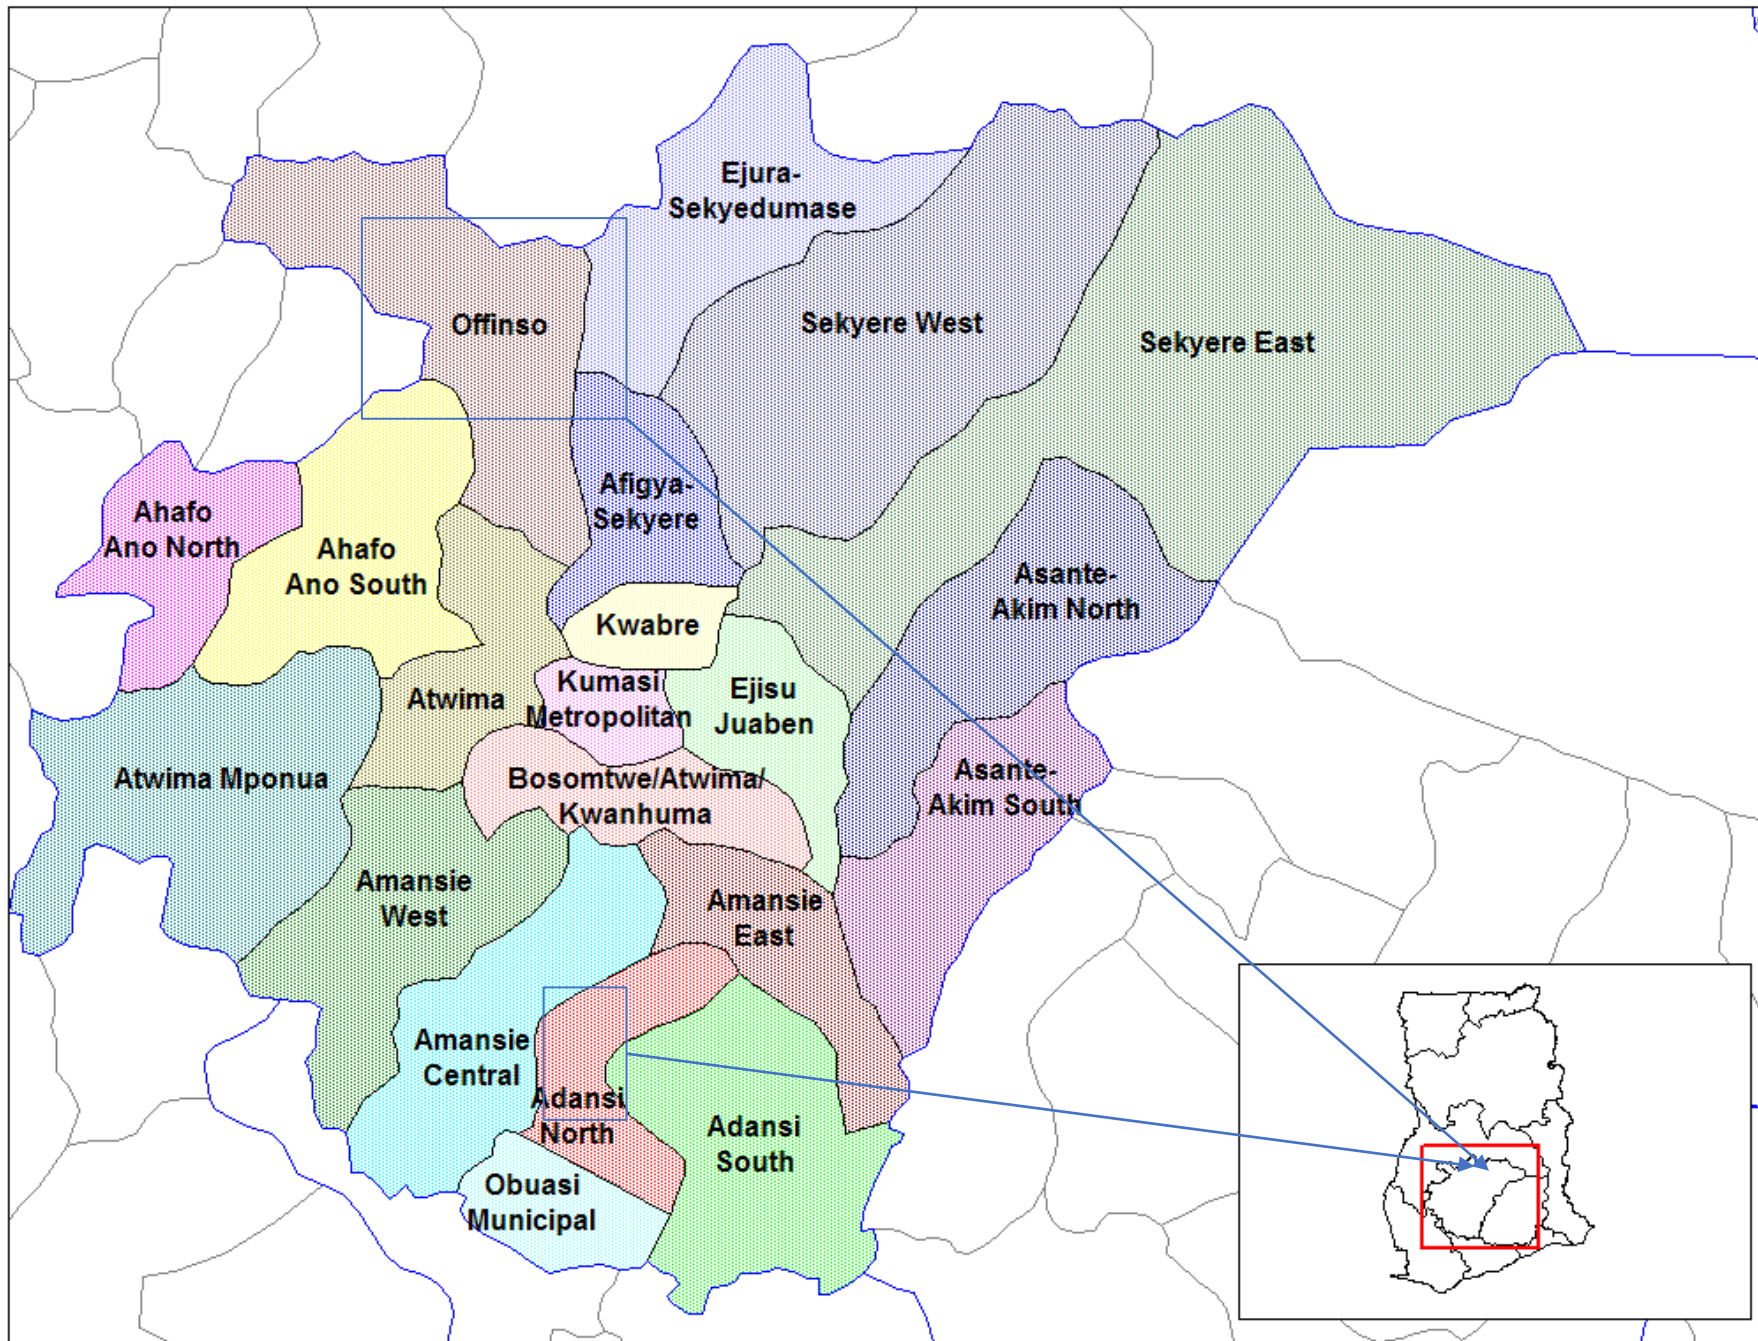 Ejura-
Sekyedumase
Offinso
Sekyere West
Sekyere East
Afigya-
Sekyere
Ahafo
Ano North
Ahafo
Ano South
Asante-
Akim North
Kwabre
Kumasi
Metropolitan
Ejisu
Juaben
Atwima
Atwima Mponua
Bosomtwe/Atwima/
Kwanhuma
Asante-
Akim South
Amansie
West
Amansie
East
Amansie
Central
Adansi
North
Adansi
South
Obuasi
Municipal